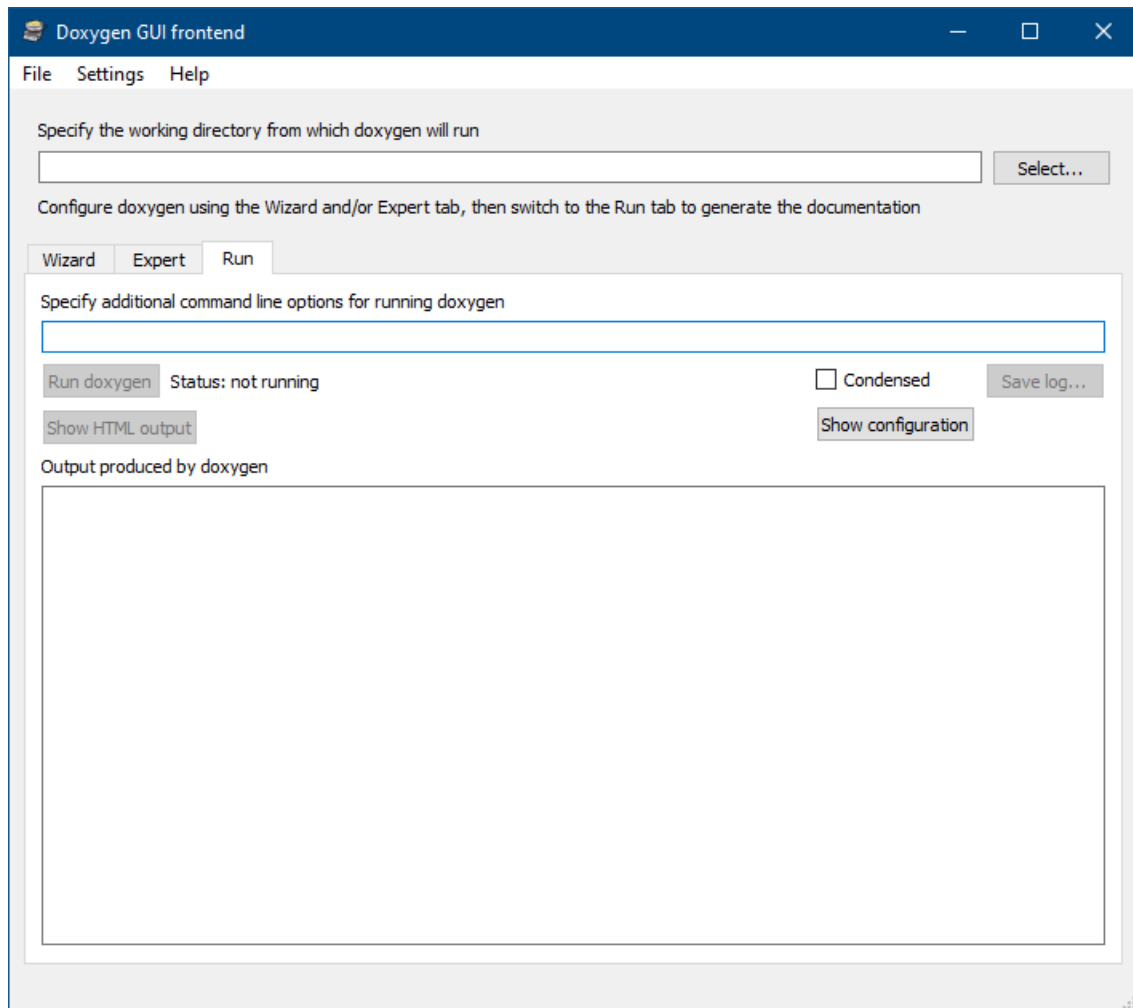 Doxygen GUI frontend
File Settings Help
Specify the working directory from which doxygen will run
Select...
Configure doxygen using the Wizard and/or Expert tab, then switch to the Run tab to generate the documentation
Wizard Expert Run
Specify additional command line options for running doxygen
Run doxygen Status: not running Condensed Save log...
Show HTML output Show configuration
Output produced by doxygen